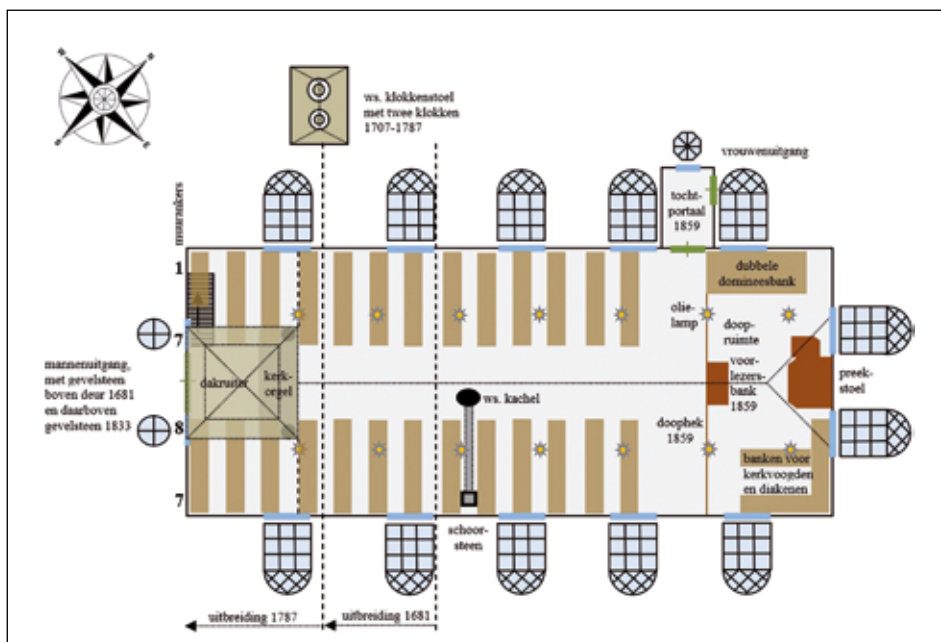 ws. klokkenstoel
met twee klokken
1707-1787
vrouwenuitgang
tocht-
portaal
1859
muurankers
1
7
8
7
dubbele
domineesbank
olie-
lamp
doop-
ruimte
voor-
lezers-
bank
1859
preek-
stoel
mannenuitgang,
met gevelsteen
boven deur 1681
en daarboven
gevelsteen 1833
dakruiter
kerk-
orgel
ws. kachel
doophek
1859
banken voor
kerkvoogden
en diakenen
schoor-
steen
uitbreiding 1787
uitbreiding 1681